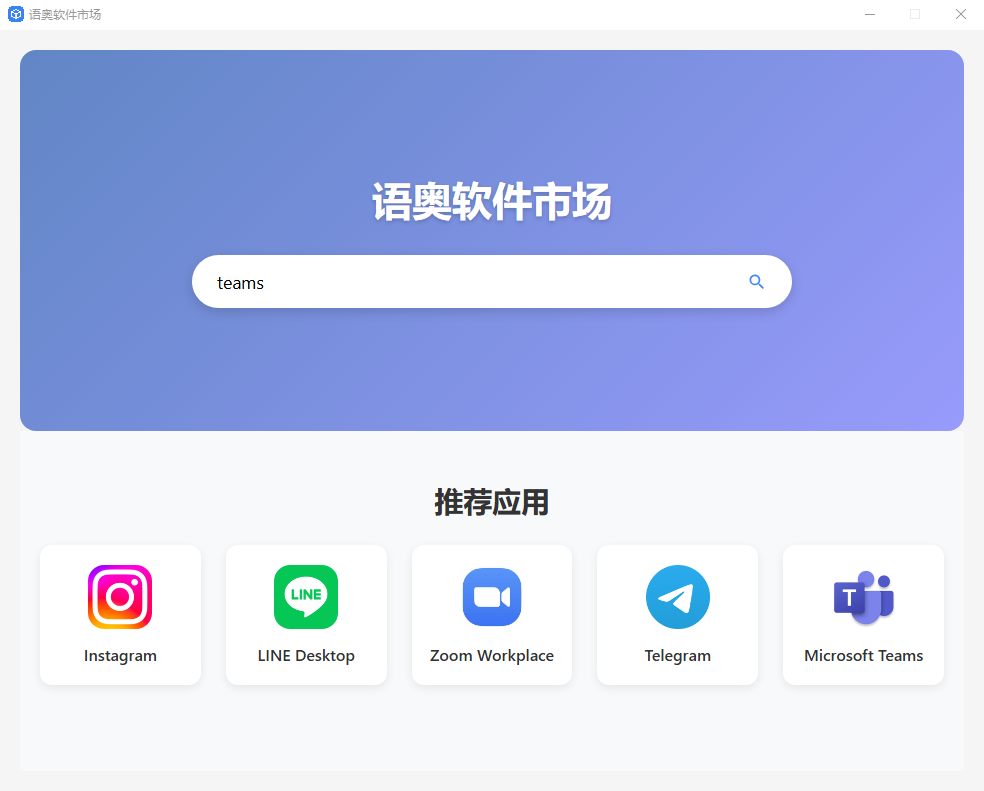 语奥软件市场
语奥软件市场
teams
推荐应用
LINE
T
Instagram
LINE Desktop
Zoom Workplace
Telegram
Microsoft Teams